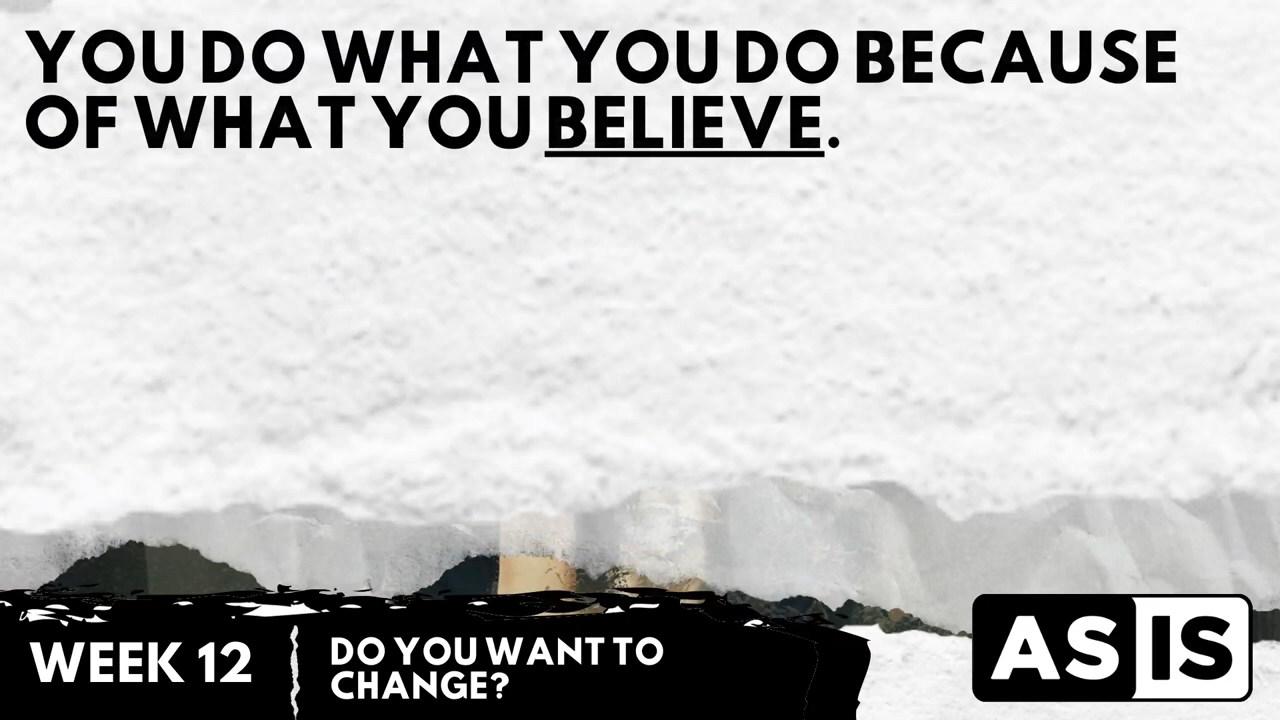 YOU DO WHAT YOU DO BECAUSE
OF WHAT YOU BELIEVE.
WEEK 12
DO YOU WANT TO
CHANGE?
AS IS